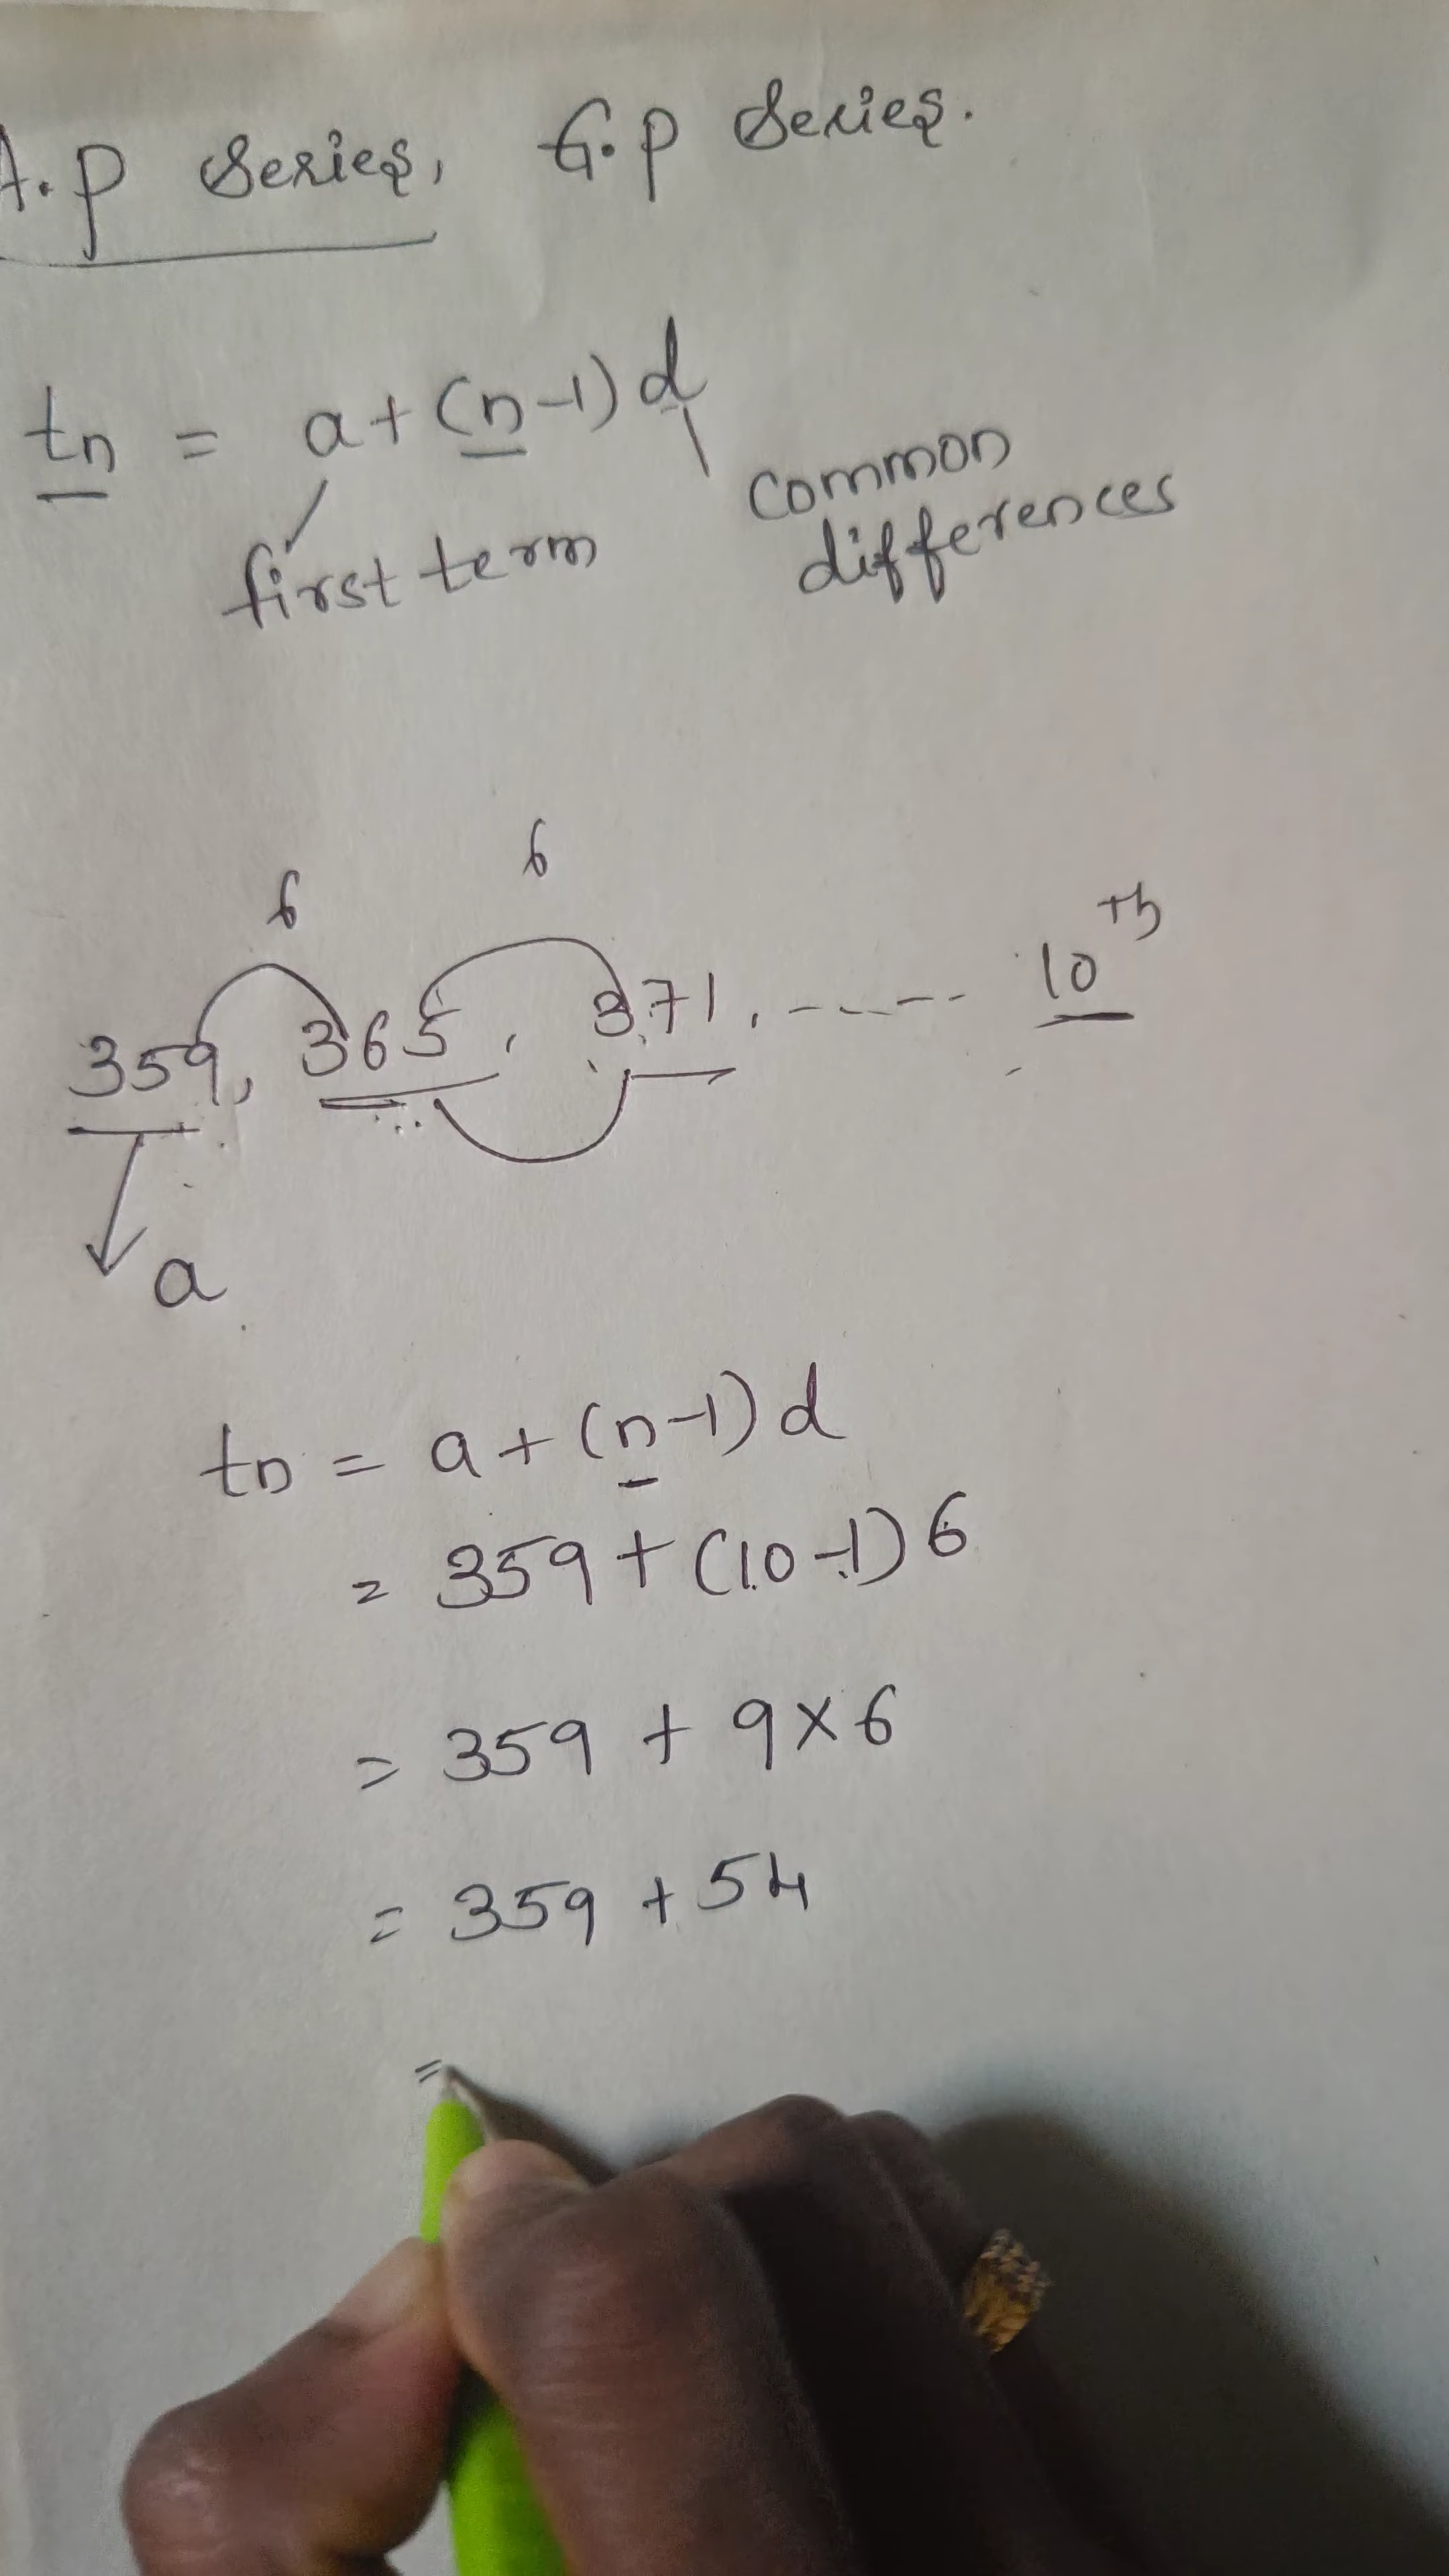 A.P Series, G.P Series.
tn = a + (n-1) d
first term
common
differences
6 6
359, 365, 371, ------ 10th
a
tn = a + (n-1) d
= 359 + (10-1) 6
= 359 + 9 × 6
= 359 + 54
=